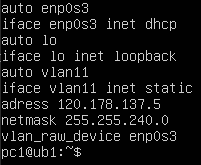 auto enp0s3
iface enp0s3 inet dhcp
auto lo
iface lo inet loopback
auto vlan11
iface vlan11 inet static
adress 120.178.137.5
netmask 255.255.240.0
vlan_raw_device enp0s3
pc1@ub1:~$